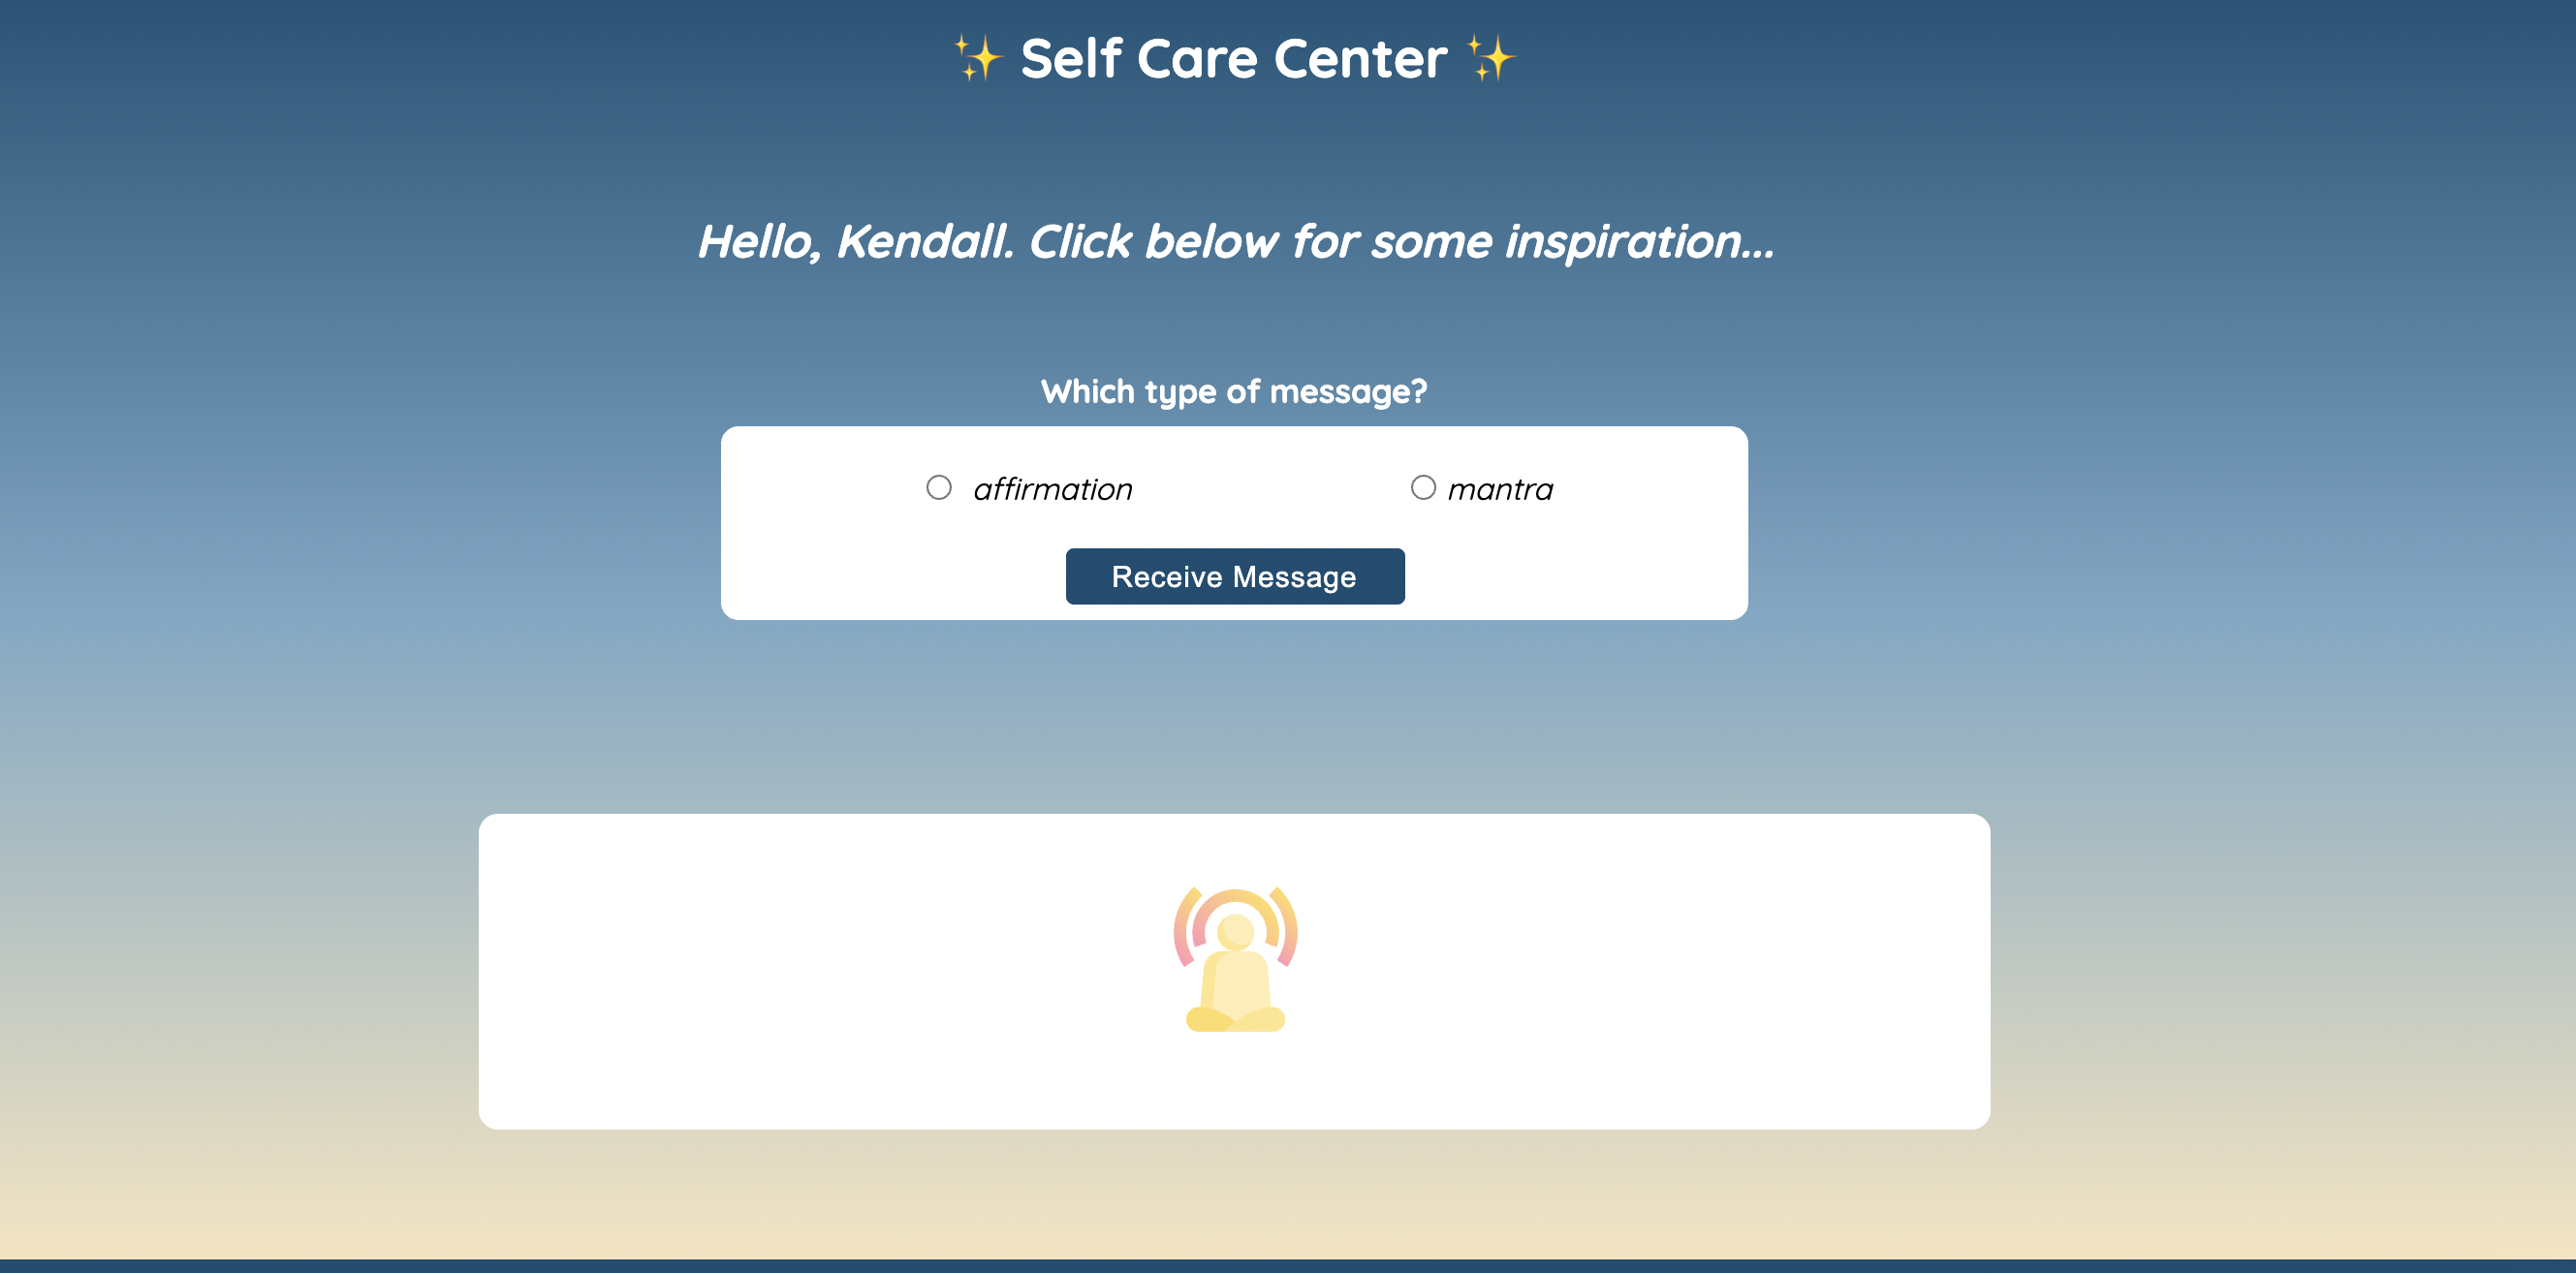 ✨ Self Care Center ✨
Hello, Kendall. Click below for some inspiration...
Which type of message?
affirmation mantra
Receive Message